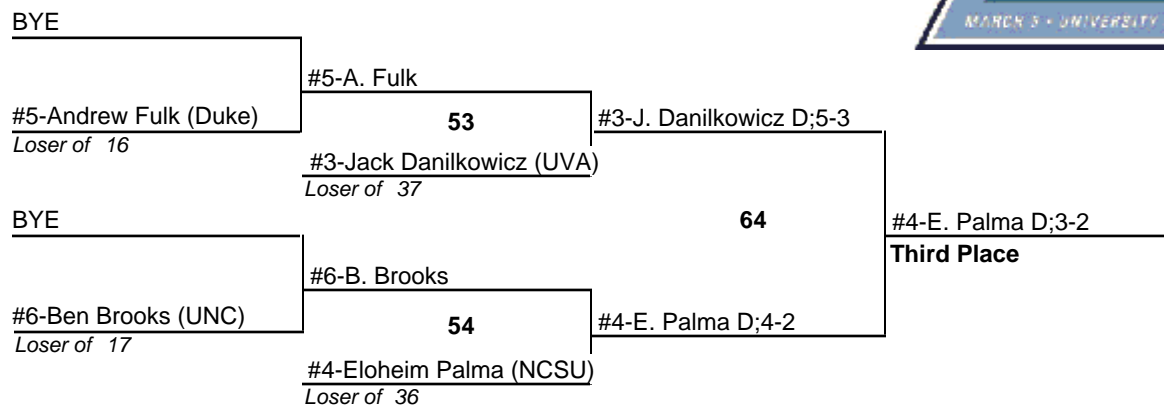 BYE
MARCH 5 • UNIVERSITY
#5-A. Fulk
#5-Andrew Fulk (Duke)
53
#3-J. Danilkowicz D;5-3
Loser of 16
#3-Jack Danilkowicz (UVA)
Loser of 37
BYE
64
#4-E. Palma D;3-2
Third Place
#6-B. Brooks
#6-Ben Brooks (UNC)
54
#4-E. Palma D;4-2
Loser of 17
#4-Eloheim Palma (NCSU)
Loser of 36